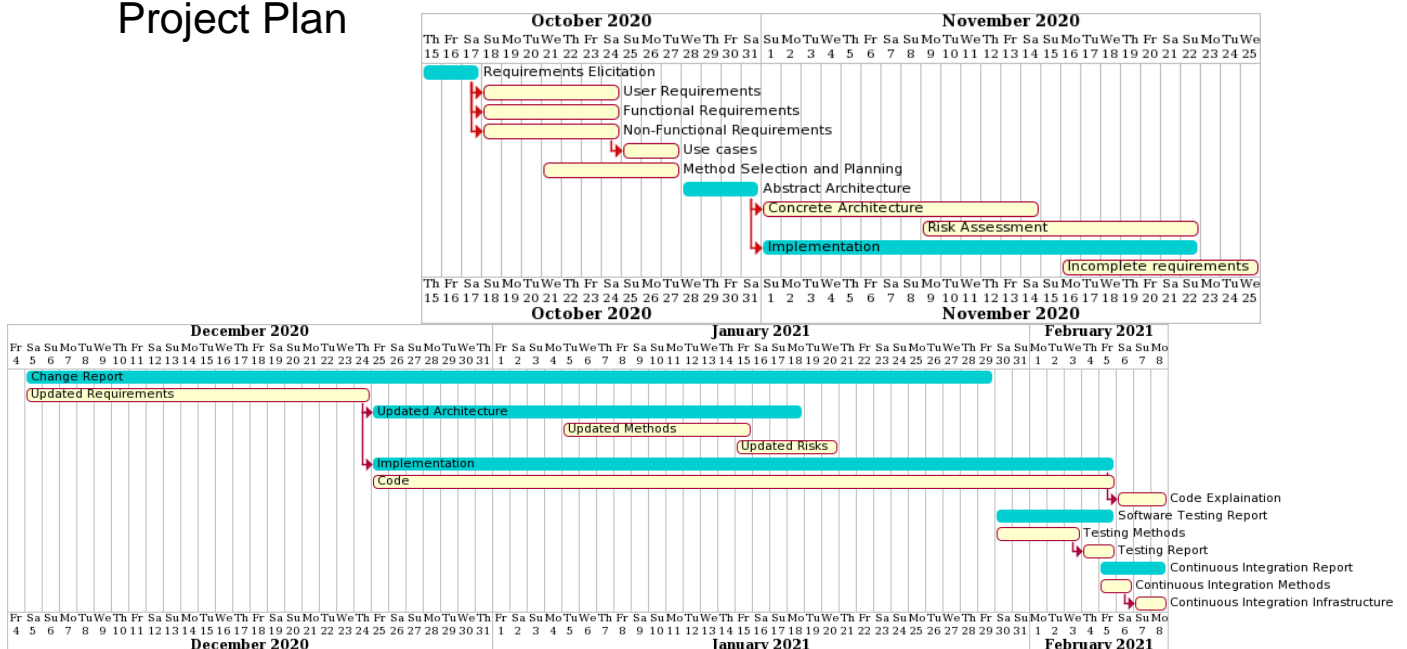 Project Plan
October 2020 November 2020
Th Fr Sa Su Mo Tu We Th Fr Sa Su Mo Tu We Th Fr Sa Su Mo Tu We Th Fr Sa Su Mo Tu We Th Fr Sa Su Mo Tu We Th Fr Sa Su Mo Tu We
15 16 17 18 19 20 21 22 23 24 25 26 27 28 29 30 31 1 2 3 4 5 6 7 8 9 10 11 12 13 14 15 16 17 18 19 20 21 22 23 24 25
Requirements Elicitation
User Requirements
Functional Requirements
Non-Functional Requirements
Use cases
Method Selection and Planning
Abstract Architecture
Concrete Architecture
Risk Assessment
Implementation
Incomplete requirements
Th Fr Sa Su Mo Tu We Th Fr Sa Su Mo Tu We Th Fr Sa Su Mo Tu We Th Fr Sa Su Mo Tu We Th Fr Sa Su Mo Tu We Th Fr Sa Su Mo Tu We
15 16 17 18 19 20 21 22 23 24 25 26 27 28 29 30 31 1 2 3 4 5 6 7 8 9 10 11 12 13 14 15 16 17 18 19 20 21 22 23 24 25
October 2020 November 2020
December 2020 January 2021 February 2021
Fr Sa Su Mo Tu We Th Fr Sa Su Mo Tu We Th Fr Sa Su Mo Tu We Th Fr Sa Su Mo Tu We Th Fr Sa Su Mo Tu We Th Fr Sa Su Mo Tu We Th Fr Sa Su Mo Tu We Th Fr Sa Su Mo Tu We Th Fr Sa Su Mo Tu We Th Fr Sa Su Mo
4 5 6 7 8 9 10 11 12 13 14 15 16 17 18 19 20 21 22 23 24 25 26 27 28 29 30 31 1 2 3 4 5 6 7 8 9 10 11 12 13 14 15 16 17 18 19 20 21 22 23 24 25 26 27 28 29 30 31 1 2 3 4 5 6 7 8
Change Report
Updated Requirements
Updated Architecture
Updated Methods
Updated Risks
Implementation
Code
Code Explaination
Software Testing Report
Testing Methods
Testing Report
Continuous Integration Report
Continuous Integration Methods
Continuous Integration Infrastructure
Fr Sa Su Mo Tu We Th Fr Sa Su Mo Tu We Th Fr Sa Su Mo Tu We Th Fr Sa Su Mo Tu We Th Fr Sa Su Mo Tu We Th Fr Sa Su Mo Tu We Th Fr Sa Su Mo Tu We Th Fr Sa Su Mo Tu We Th Fr Sa Su Mo Tu We Th Fr Sa Su Mo
4 5 6 7 8 9 10 11 12 13 14 15 16 17 18 19 20 21 22 23 24 25 26 27 28 29 30 31 1 2 3 4 5 6 7 8 9 10 11 12 13 14 15 16 17 18 19 20 21 22 23 24 25 26 27 28 29 30 31 1 2 3 4 5 6 7 8
December 2020 January 2021 February 2021